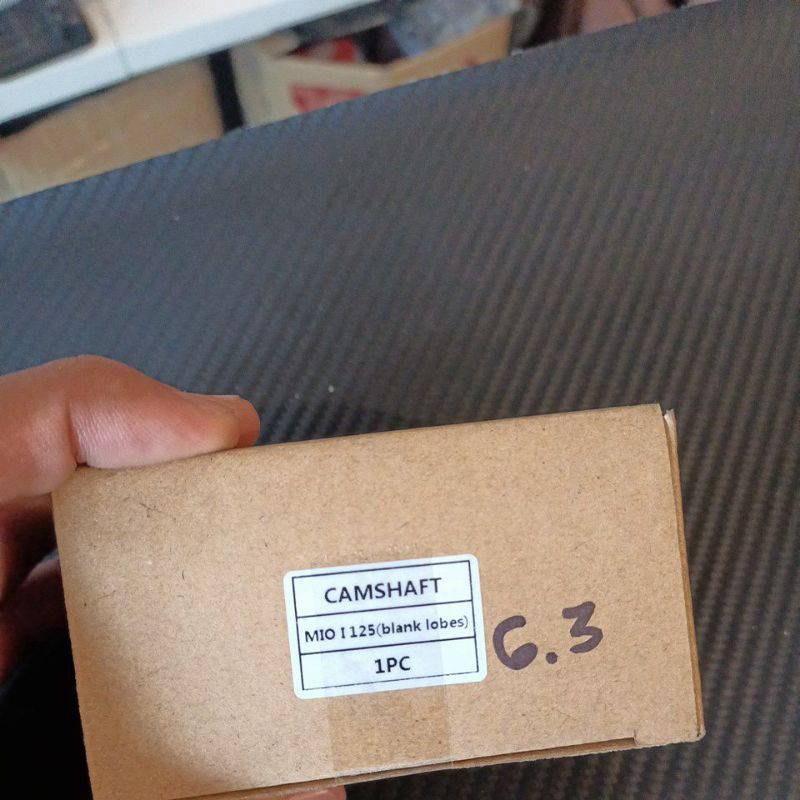 CAMSHAFT
MIO I 125(blank lobes)
1PC
6.3